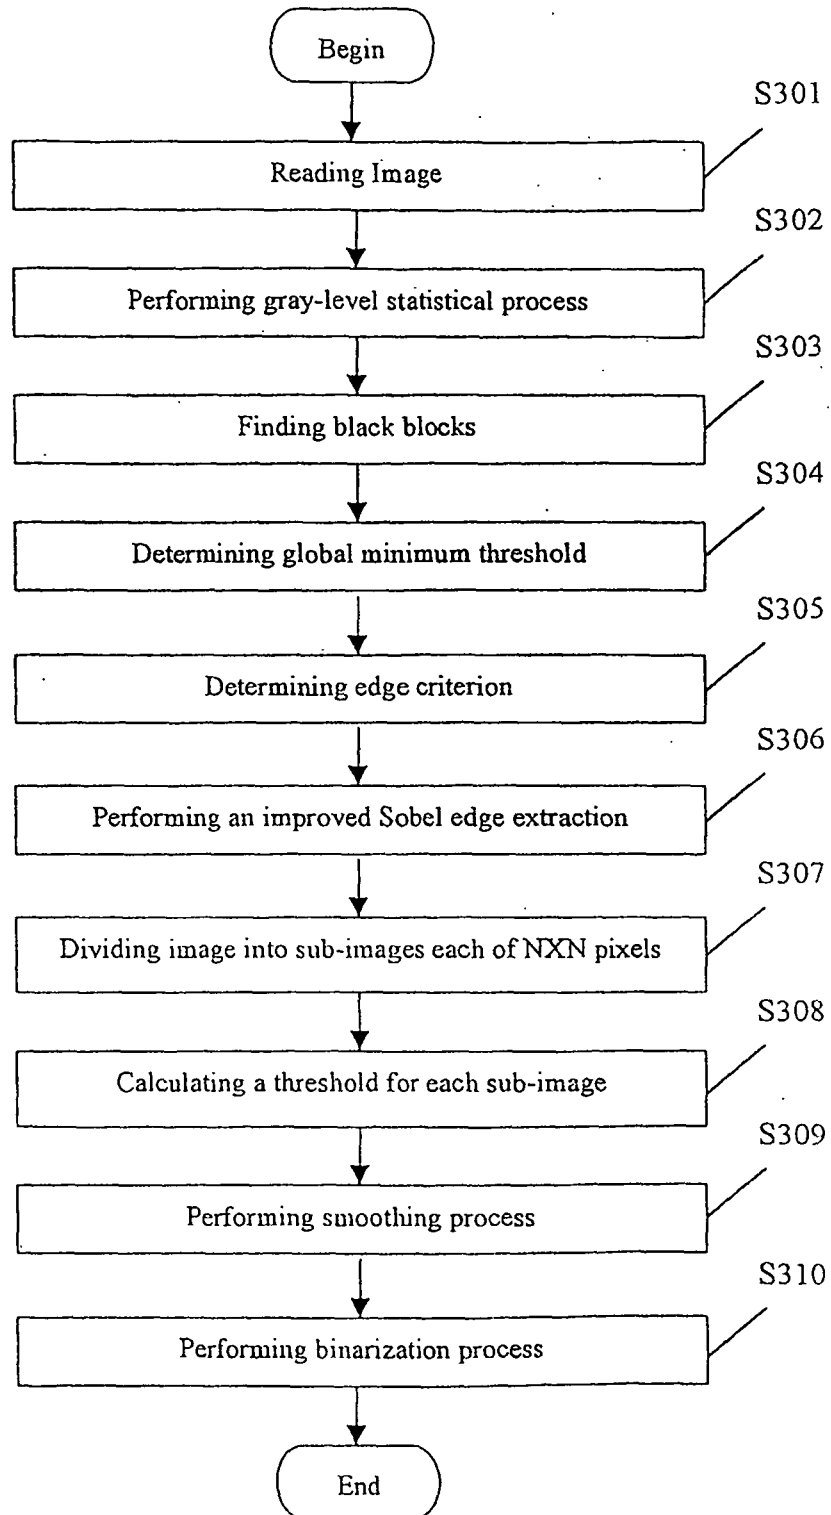 Begin
S301
Reading Image
S302
Performing gray-level statistical process
S303
Finding black blocks
S304
Determining global minimum threshold
S305
Determining edge criterion
S306
Performing an improved Sobel edge extraction
S307
Dividing image into sub-images each of NXN pixels
S308
Calculating a threshold for each sub-image
S309
Performing smoothing process
S310
Performing binarization process
End